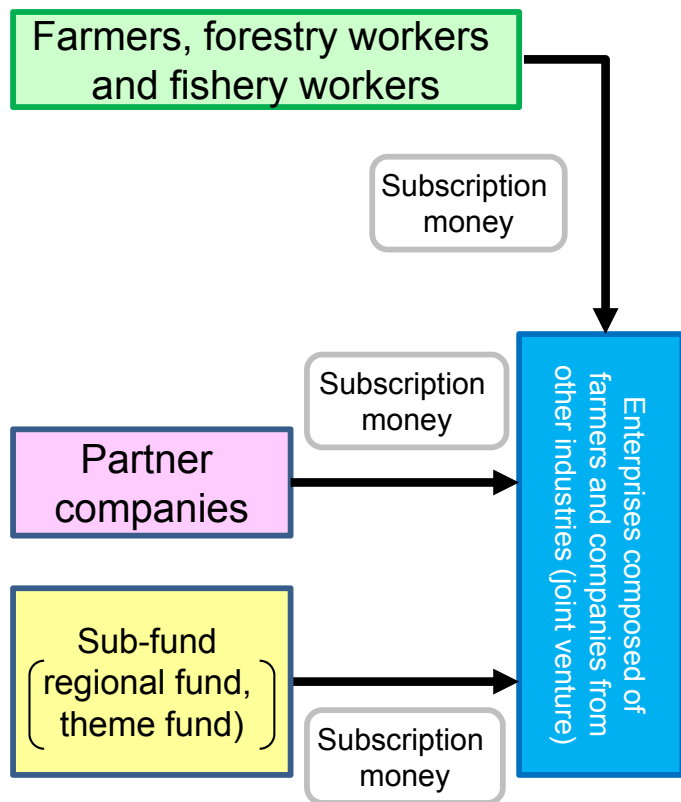 Farmers, forestry workers
and fishery workers
Subscription
money
Subscription
money
Partner
companies
Enterprises composed of
farmers and companies from
other industries (joint venture)
Sub-fund
regional fund,
theme fund)
Subscription
money